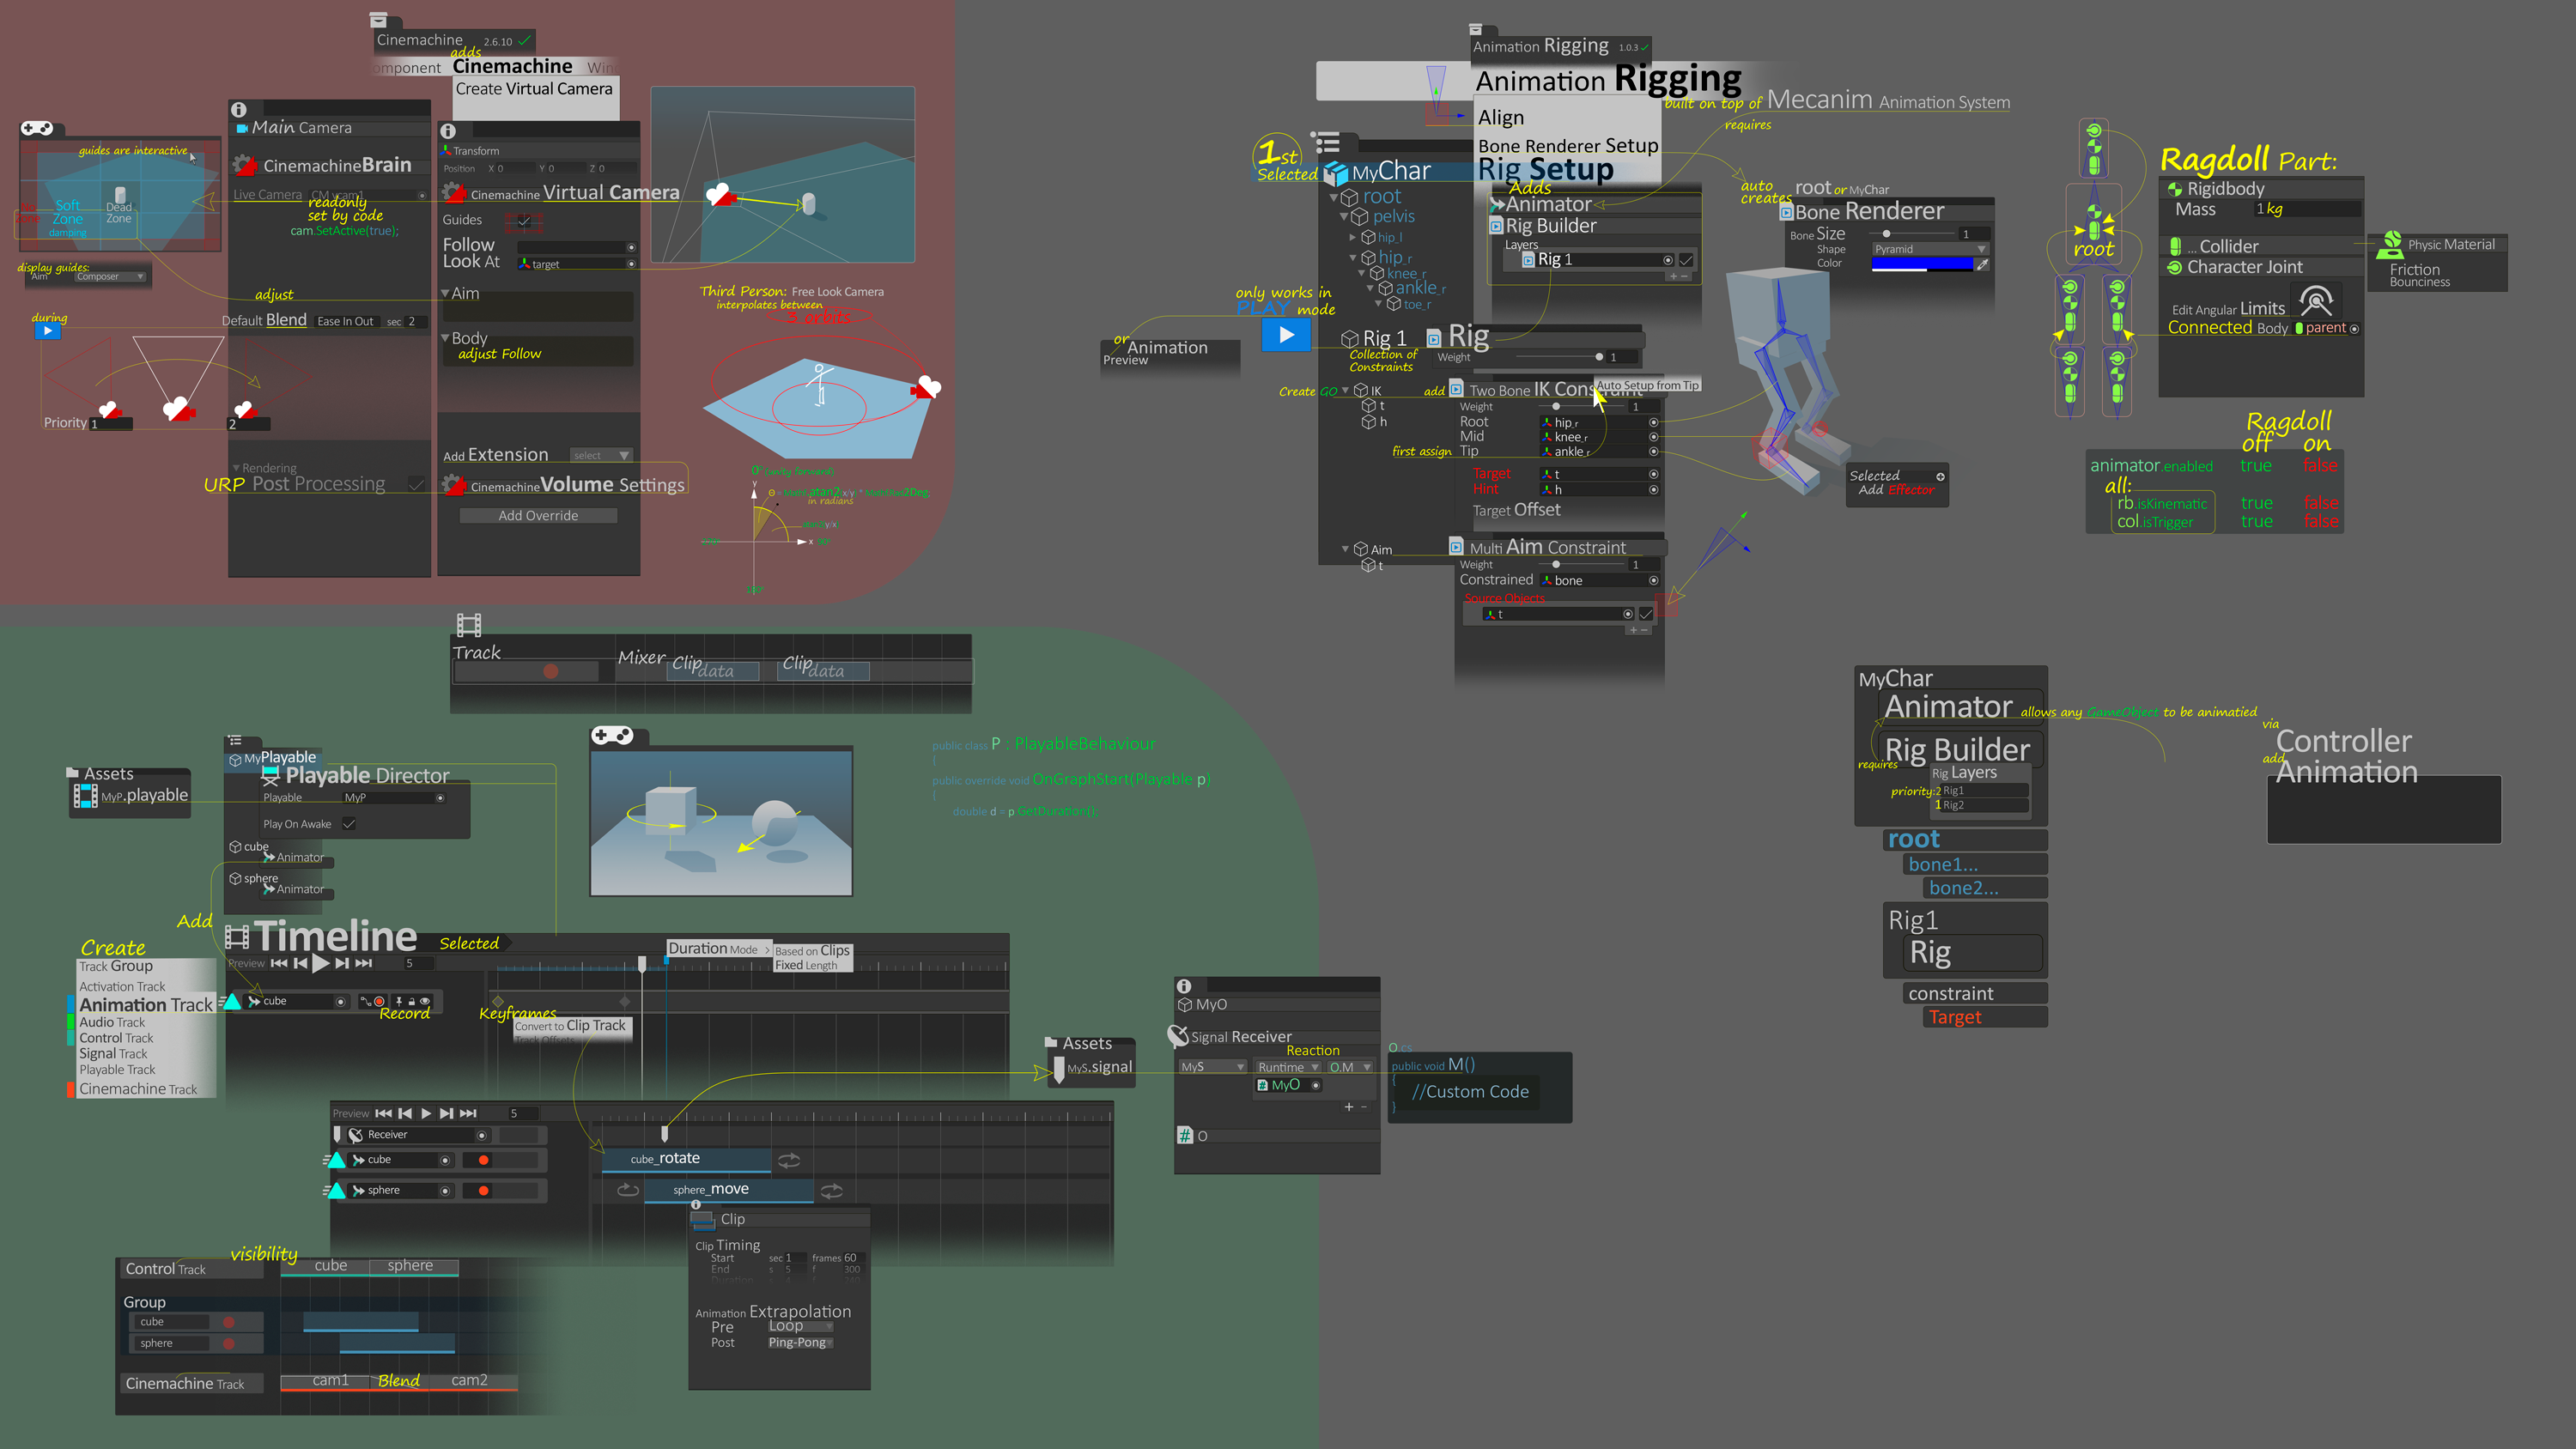 Cinemachine 2.6.10
adds
omponent Cinemachine Win
Create Virtual Camera
guides are interactive
Soft Zone
damping
Dead Zone
display guides:
Aim Composer
Main Camera
CinemachineBrain
Live Camera CM vcam1
readonly
set by code
cam.SetActive(true);
adjust
during
Default Blend Ease In Out sec 2
Priority 1
2
Rendering
URP Post Processing
Transform
Position X 0 Y 0 Z 0
Cinemachine Virtual Camera
Guides
Follow
Look At target
Aim
Body
adjust Follow
Add Extension select
Cinemachine Volume Settings
Add Override
Third Person: Free Look Camera
interpolates between
3 orbits
0° (unity forward)
y
in radians
x
Animation Rigging 1.0.3
Animation Rigging
Align
Bone Renderer Setup
Rig Setup
built on top of Mecanim Animation System
requires
1st
Selected
MyChar
root
pelvis
hip_l
hip_r
knee_r
ankle_r
toe_r
Adds
Animator
Rig Builder
Layers
Rig 1
auto creates
root or MyChar
Bone Renderer
Bone Size 1
Shape Pyramid
Color
only works in
PLAY mode
or
Animation
Preview
Rig 1
Rig
Collection of
Constraints
Weight 1
Create GO IK
t
h
add Two Bone IK Constraint
Auto Setup from Tip
Weight 1
Root hip_r
Mid knee_r
first assign Tip ankle_r
Target t
Hint h
Target Offset
Selected
Add Effector
Aim
t
Multi Aim Constraint
Weight 1
Constrained bone
Source Objects
t
root
Ragdoll Part:
Rigidbody
Mass 1 kg
... Collider
Character Joint
Edit Angular Limits
Connected Body parent
Physic Material
Friction
Bounciness
Ragdoll
off on
animator.enabled true false
all:
rb.isKinematic true false
col.isTrigger true false
MyChar
Animator allows any GameObject to be animatied
via
Controller
add
Animation
Rig Builder
requires
Rig Layers
priority:2 Rig1
1 Rig2
root
bone1...
bone2...
Rig1
Rig
constraint
Target
Track
Mixer Clip data Clip data
Assets
MyP.playable
MyPlayable
Playable Director
Playable MyP
Play On Awake
cube
Animator
sphere
Animator
public class P : PlayableBehaviour
{
public override void OnGraphStart(Playable p)
{
double d = p.GetDuration();
Add
Timeline Selected
Preview 5
Duration Mode > Based on Clips
Fixed Length
Create
Track Group
Activation Track
Animation Track
Audio Track
Control Track
Signal Track
Playable Track
Cinemachine Track
cube
Record
Keyframes
Convert to Clip Track
Track Offsets
Assets
MyS.signal
MyO
Signal Receiver
Reaction
MyS Runtime O.M
MyO
O
O.cs
public void M()
{
//Custom Code
}
Preview 5
Receiver
cube
sphere
cube_rotate
sphere_move
Clip
Clip Timing
Start sec 1 frames 60
End s 5 f 300
Animation Extrapolation
Pre Loop
Post Ping-Pong
visibility
Control Track cube sphere
Group
cube
sphere
Cinemachine Track cam1 Blend cam2